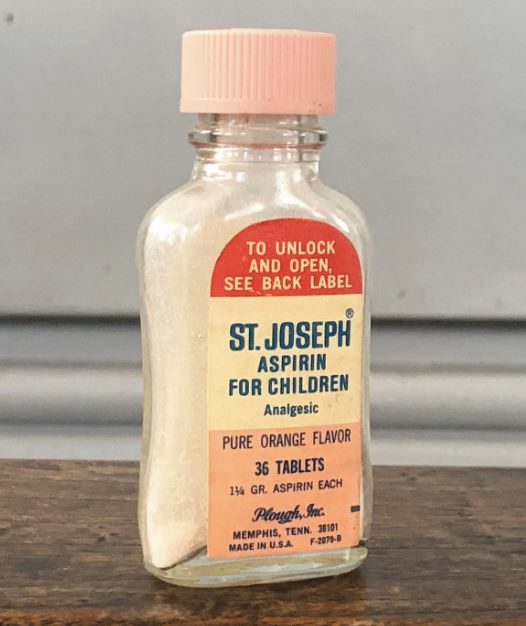 TO UNLOCK
AND OPEN,
SEE BACK LABEL
ST. JOSEPH®
ASPIRIN
FOR CHILDREN
Analgesic
PURE ORANGE FLAVOR
36 TABLETS
1¼ GR. ASPIRIN EACH
Plough, Inc.
MEMPHIS, TENN. 38101
MADE IN U.S.A. F-2079-B